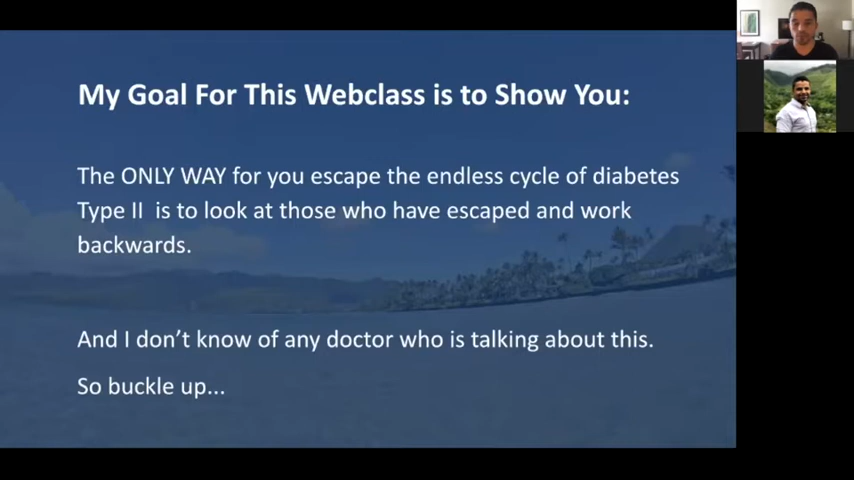 My Goal For This Webclass is to Show You:
The ONLY WAY for you escape the endless cycle of diabetes
Type II is to look at those who have escaped and work
backwards.
And I don't know of any doctor who is talking about this.
So buckle up...